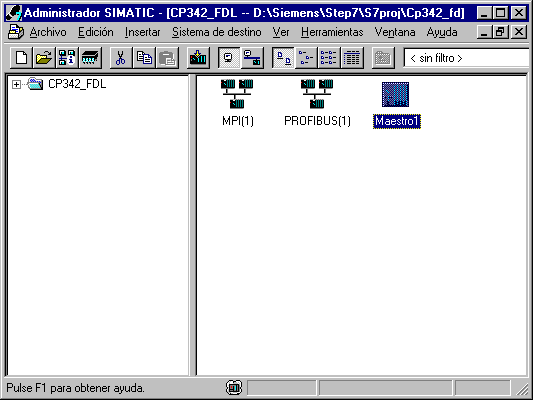 Administrador SIMATIC - [CP342_FDL -- D:\Siemens\Step7\S7proj\Cp342_fd]
Archivo Edición Insertar Sistema de destino Ver Herramientas Ventana Ayuda
< sin filtro >
CP342_FDL
MPI(1) PROFIBUS(1) Maestro1
Pulse F1 para obtener ayuda.